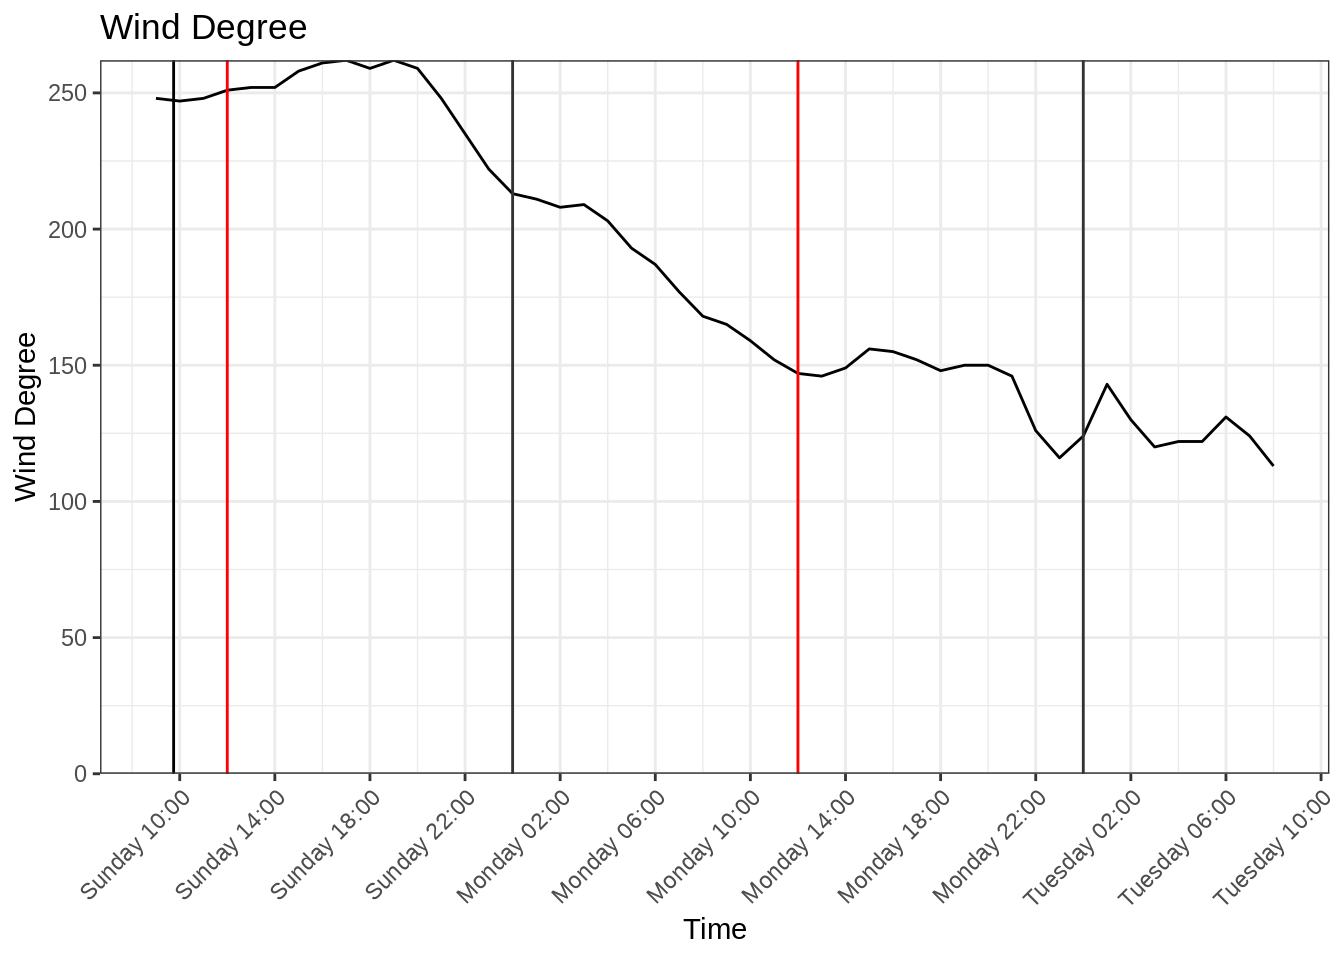 Wind Degree
Wind Degree
250
200
150
100
50
0
Sunday 10:00
Sunday 14:00
Sunday 18:00
Sunday 22:00
Monday 02:00
Monday 06:00
Monday 10:00
Monday 14:00
Monday 18:00
Monday 22:00
Tuesday 02:00
Tuesday 06:00
Tuesday 10:00
Time